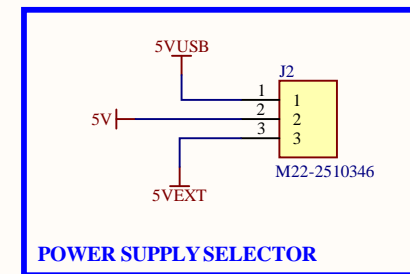 5VUSB
J2
1 1
5V 2 2
3 3
M22-2510346
5VEXT
POWER SUPPLY SELECTOR